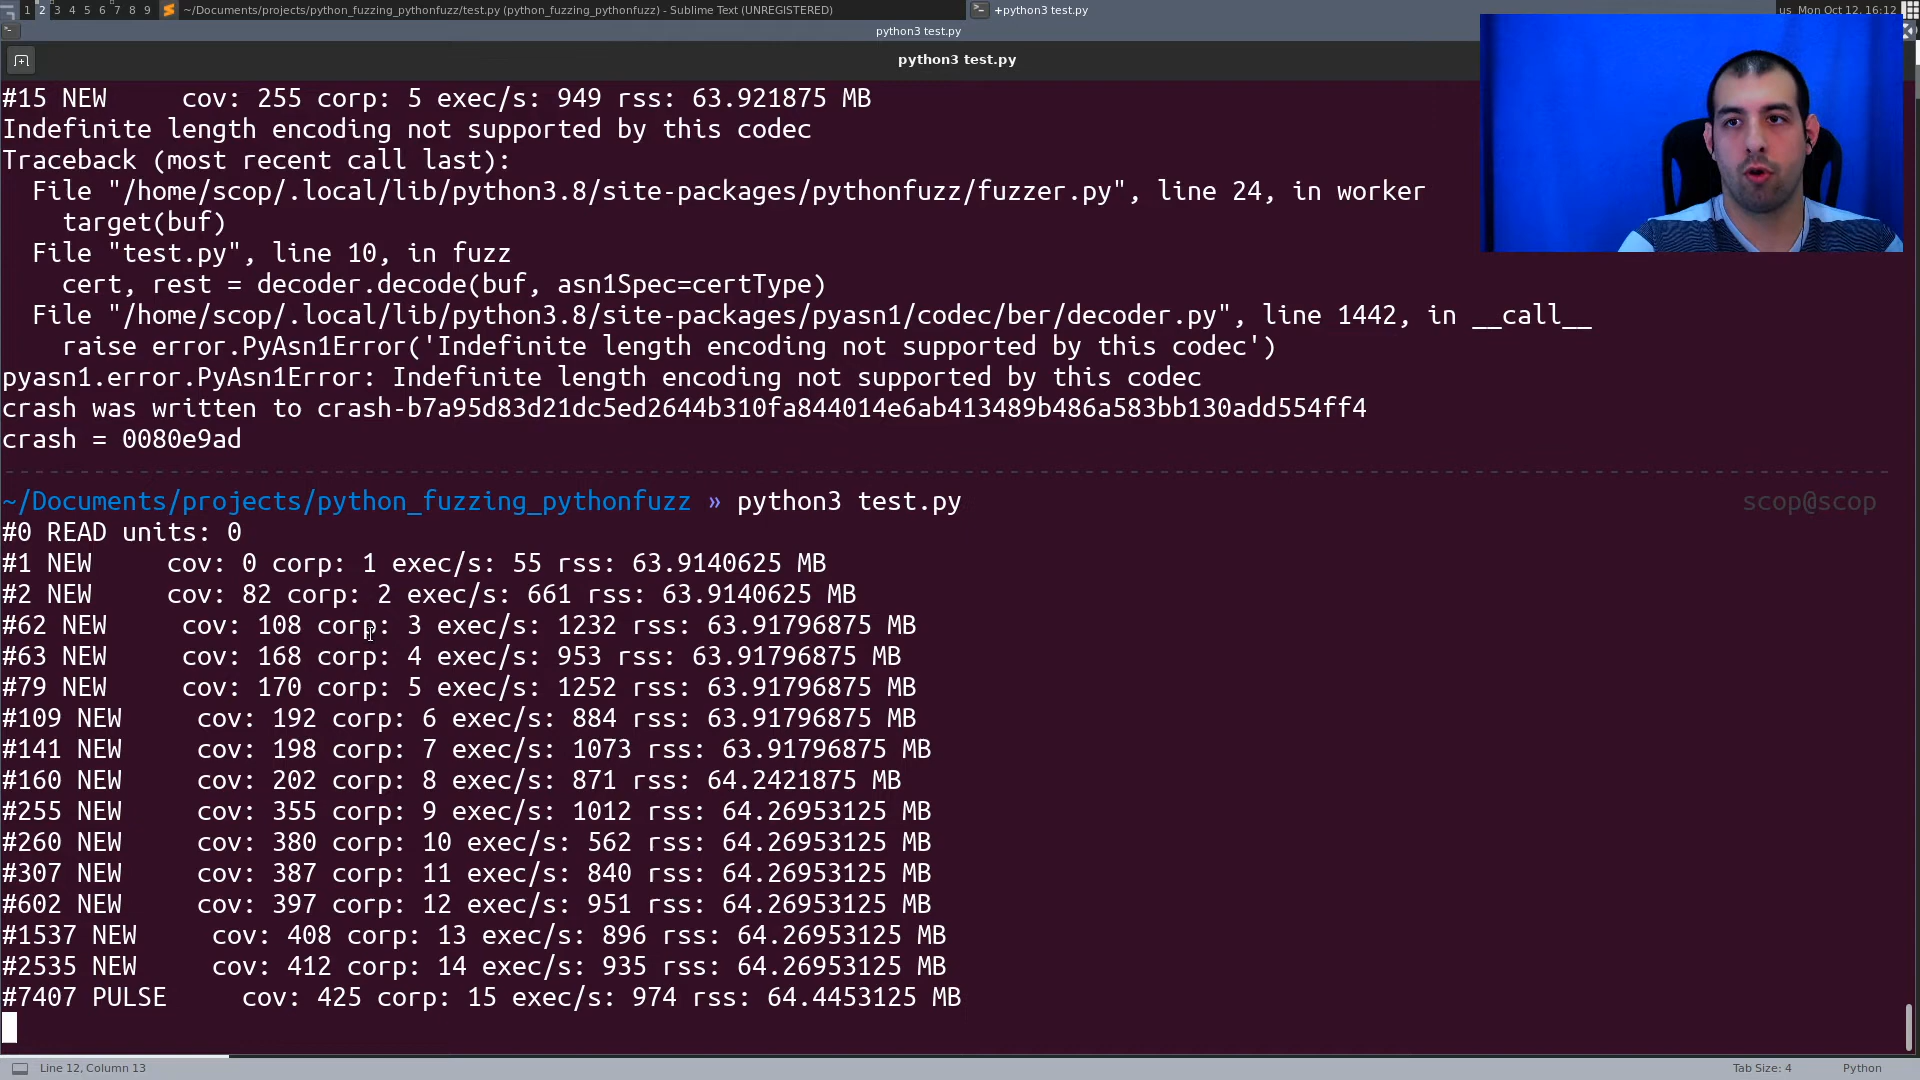 1 2 3 4 5 6 7 8 9 ~/Documents/projects/python_fuzzing_pythonfuzz/test.py (python_fuzzing_pythonfuzz) - Sublime Text (UNREGISTERED) +python3 test.py us Mon Oct 12, 16:12
python3 test.py
python3 test.py
#15 NEW     cov: 255 corp: 5 exec/s: 949 rss: 63.921875 MB
Indefinite length encoding not supported by this codec
Traceback (most recent call last):
  File "/home/scop/.local/lib/python3.8/site-packages/pythonfuzz/fuzzer.py", line 24, in worker
    target(buf)
  File "test.py", line 10, in fuzz
    cert, rest = decoder.decode(buf, asn1Spec=certType)
  File "/home/scop/.local/lib/python3.8/site-packages/pyasn1/codec/ber/decoder.py", line 1442, in __call__
    raise error.PyAsn1Error('Indefinite length encoding not supported by this codec')
pyasn1.error.PyAsn1Error: Indefinite length encoding not supported by this codec
crash was written to crash-b7a95d83d21dc5ed2644b310fa844014e6ab413489b486a583bb130add554ff4
crash = 0080e9ad
~/Documents/projects/python_fuzzing_pythonfuzz » python3 test.py scop@scop
#0 READ units: 0
#1 NEW     cov: 0 corp: 1 exec/s: 55 rss: 63.9140625 MB
#2 NEW     cov: 82 corp: 2 exec/s: 661 rss: 63.9140625 MB
#62 NEW     cov: 108 corp: 3 exec/s: 1232 rss: 63.91796875 MB
#63 NEW     cov: 168 corp: 4 exec/s: 953 rss: 63.91796875 MB
#79 NEW     cov: 170 corp: 5 exec/s: 1252 rss: 63.91796875 MB
#109 NEW     cov: 192 corp: 6 exec/s: 884 rss: 63.91796875 MB
#141 NEW     cov: 198 corp: 7 exec/s: 1073 rss: 63.91796875 MB
#160 NEW     cov: 202 corp: 8 exec/s: 871 rss: 64.2421875 MB
#255 NEW     cov: 355 corp: 9 exec/s: 1012 rss: 64.26953125 MB
#260 NEW     cov: 380 corp: 10 exec/s: 562 rss: 64.26953125 MB
#307 NEW     cov: 387 corp: 11 exec/s: 840 rss: 64.26953125 MB
#602 NEW     cov: 397 corp: 12 exec/s: 951 rss: 64.26953125 MB
#1537 NEW     cov: 408 corp: 13 exec/s: 896 rss: 64.26953125 MB
#2535 NEW     cov: 412 corp: 14 exec/s: 935 rss: 64.26953125 MB
#7407 PULSE     cov: 425 corp: 15 exec/s: 974 rss: 64.4453125 MB
Line 12, Column 13 Tab Size: 4 Python